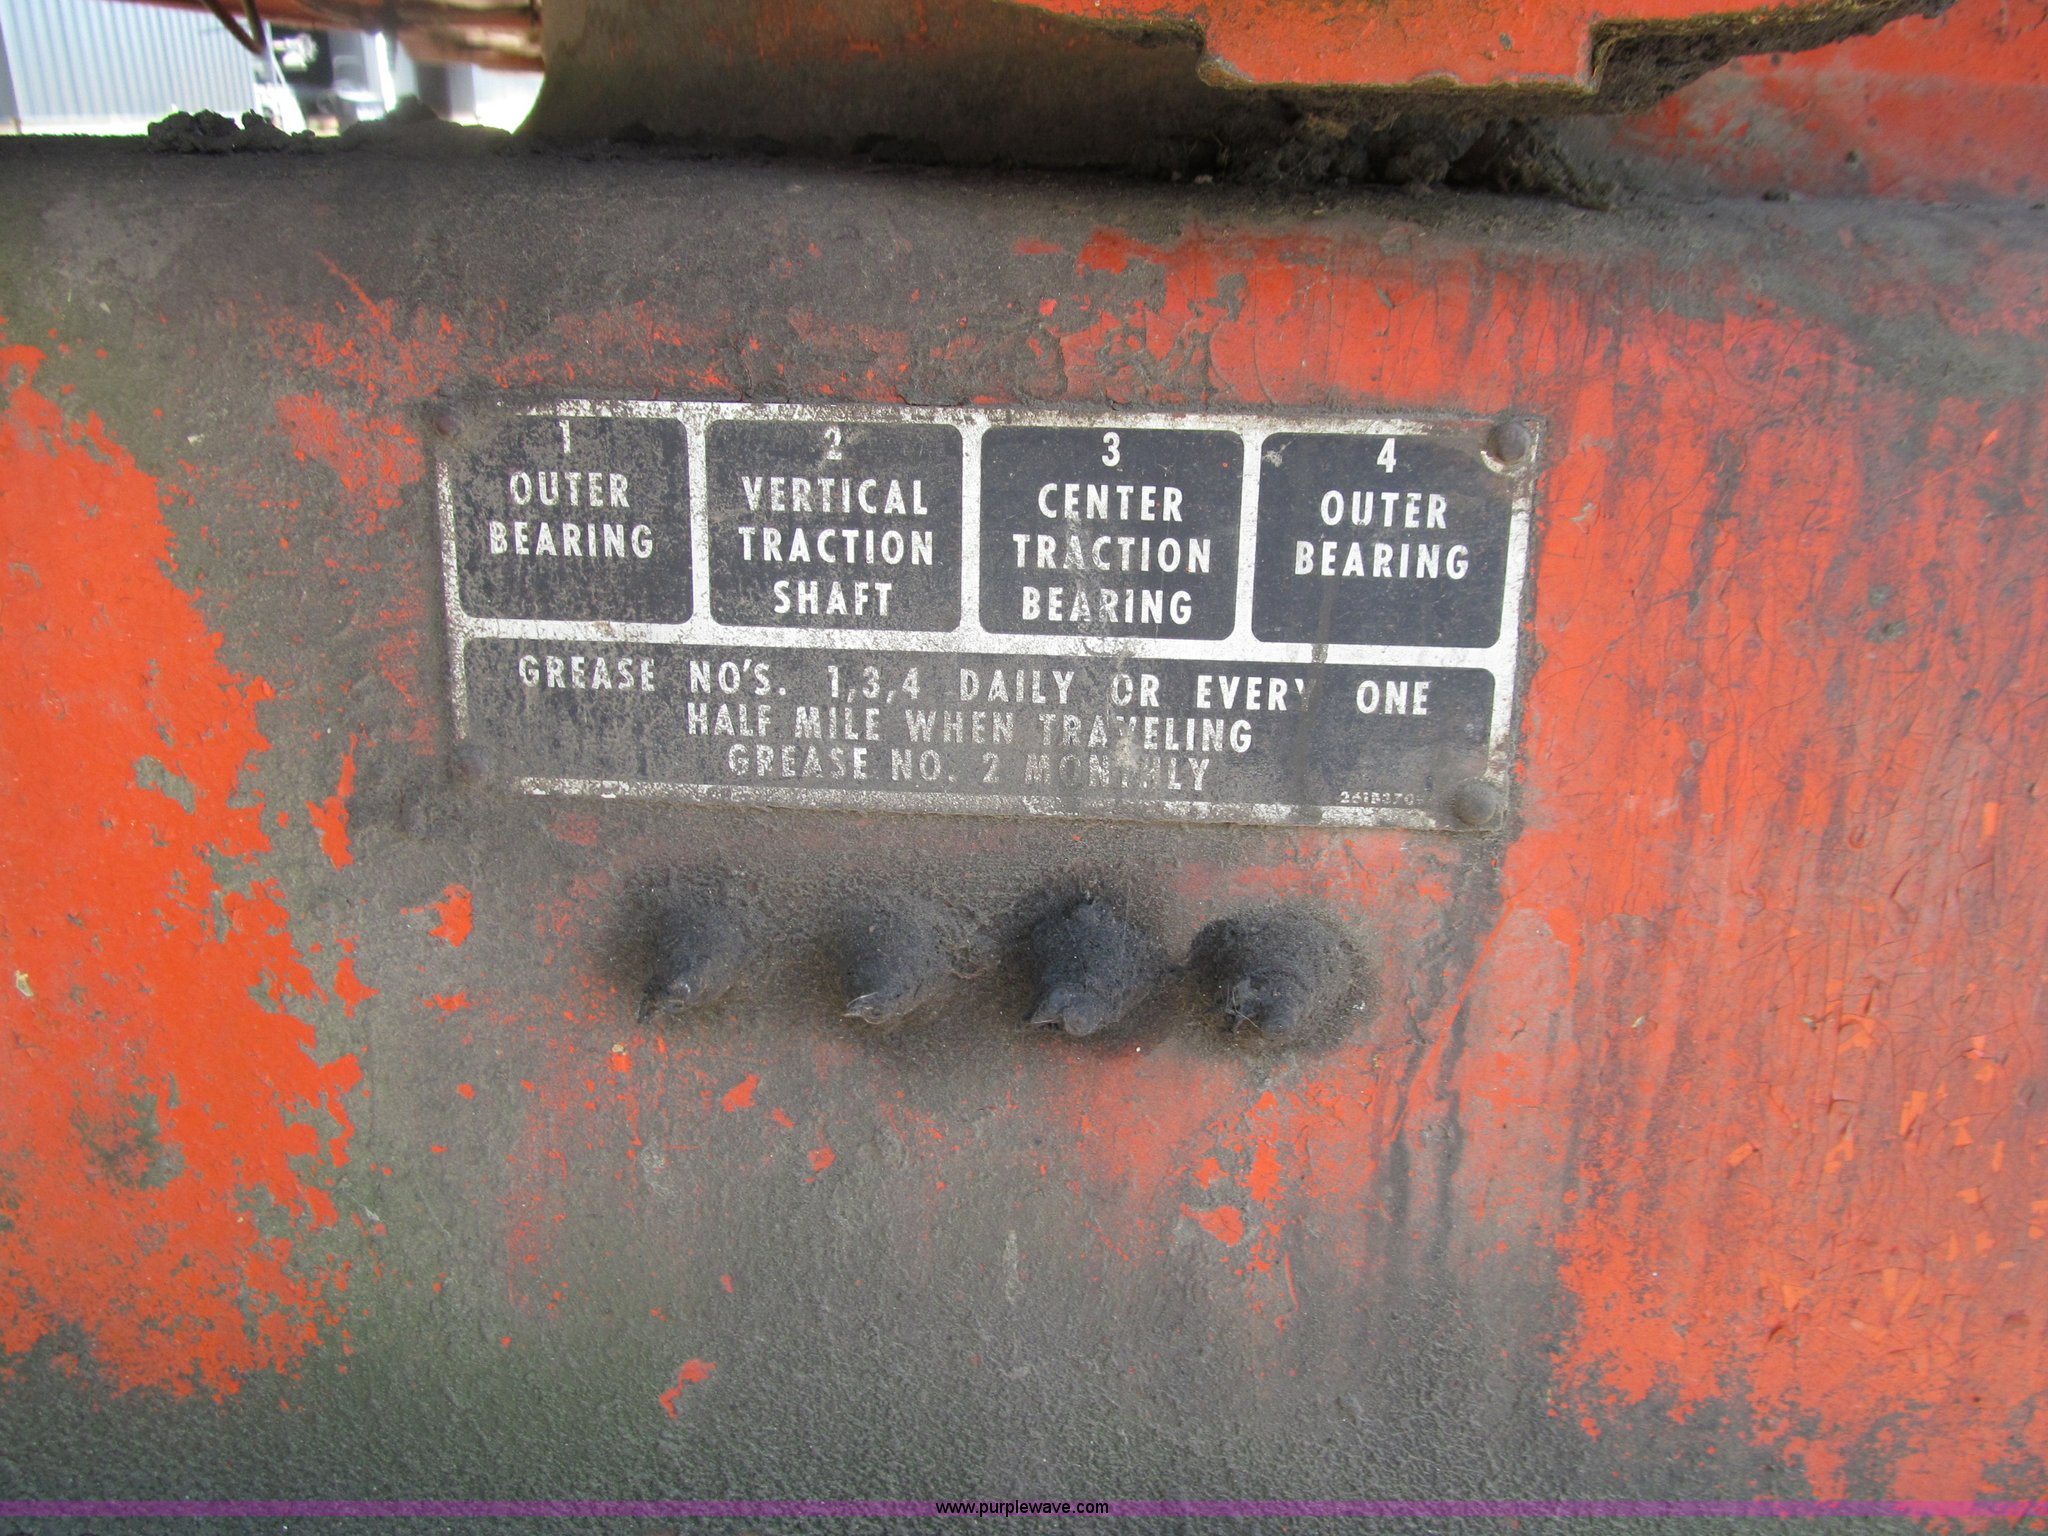 1
OUTER
BEARING
2
VERTICAL
TRACTION
SHAFT
3
CENTER
TRACTION
BEARING
4
OUTER
BEARING
GREASE NO'S. 1,3,4 DAILY OR EVERY ONE
HALF MILE WHEN TRAVELING
GREASE NO. 2 MONTHLY
www.purplewave.com